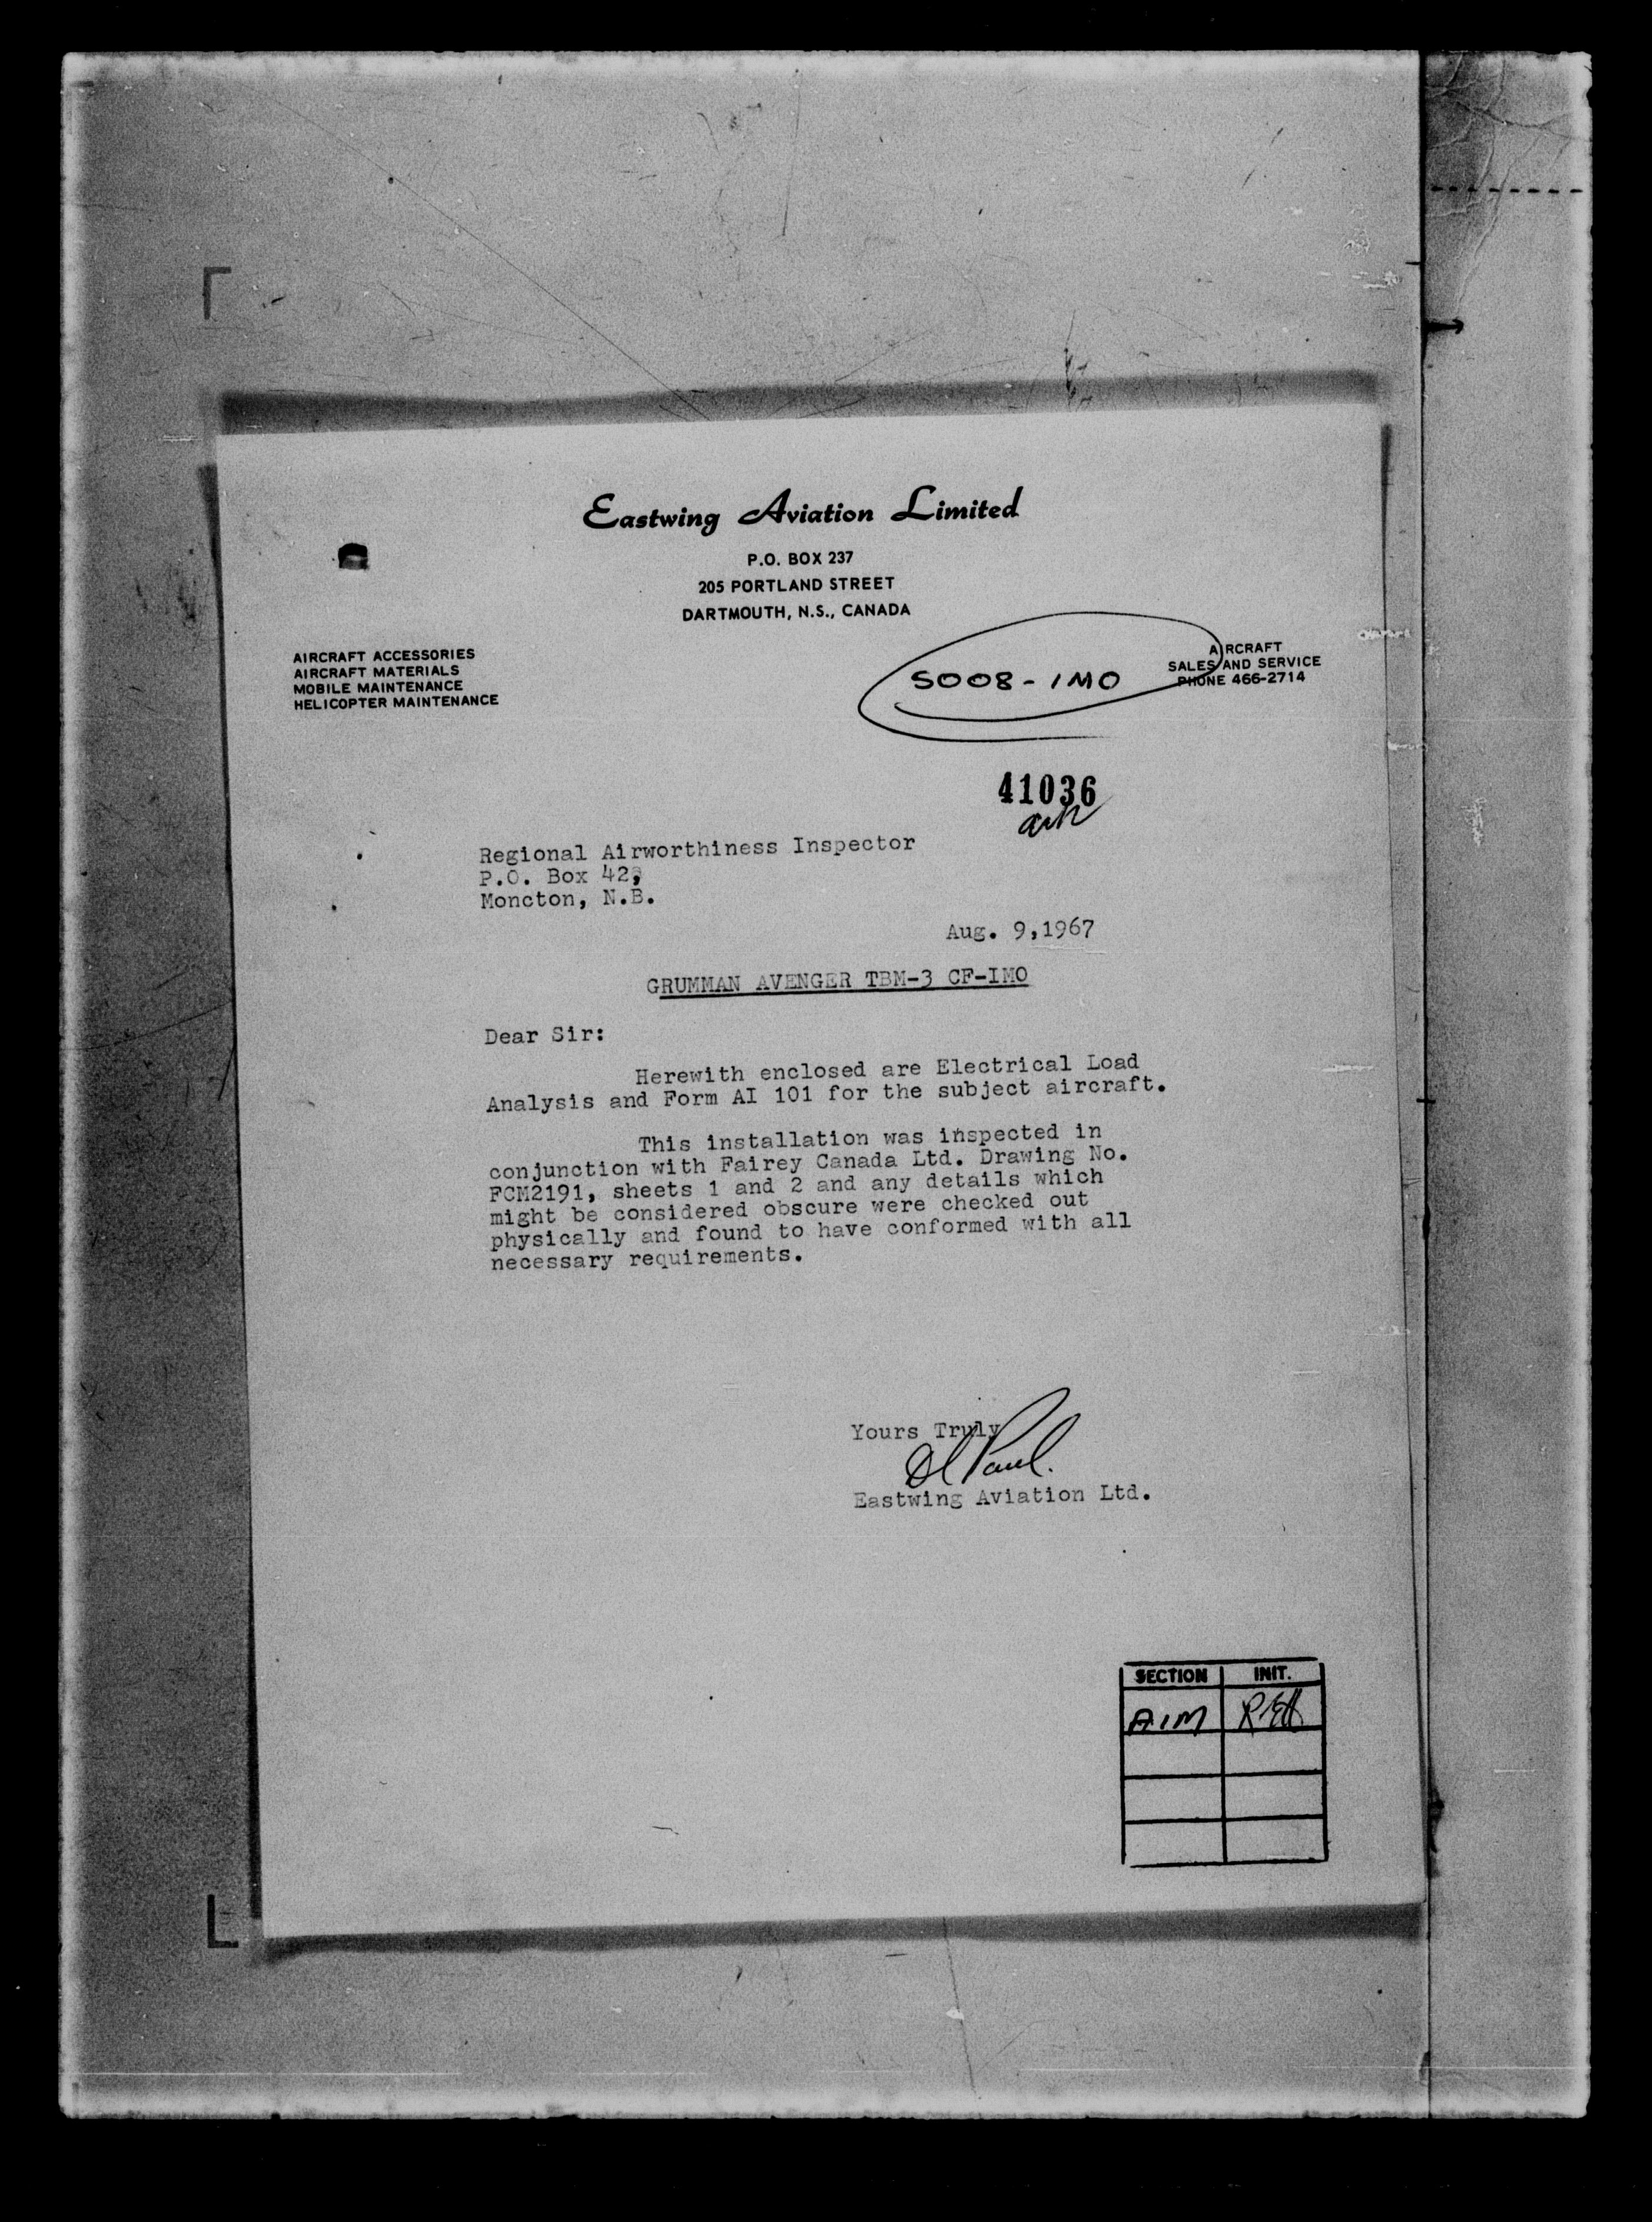 Eastwing Aviation Limited
P.O. BOX 237
205 PORTLAND STREET
DARTMOUTH, N.S., CANADA
AIRCRAFT ACCESSORIES
AIRCRAFT MATERIALS
MOBILE MAINTENANCE
HELICOPTER MAINTENANCE
5008-IMO
AIRCRAFT
SALES AND SERVICE
PHONE 466-2714
41036
Regional Airworthiness Inspector
P.O. Box 42,
Moncton, N.B.
Aug. 9,1967
GRUMMAN AVENGER TBM-3 CF-IMO
Dear Sir:
Herewith enclosed are Electrical Load
Analysis and Form AI 101 for the subject aircraft.
This installation was inspected in
conjunction with Fairey Canada Ltd. Drawing No.
FCM2191, sheets 1 and 2 and any details which
might be considered obscure were checked out
physically and found to have conformed with all
necessary requirements.
Yours Truly
Paul.
Eastwing Aviation Ltd.
SECTION INIT.
AIM